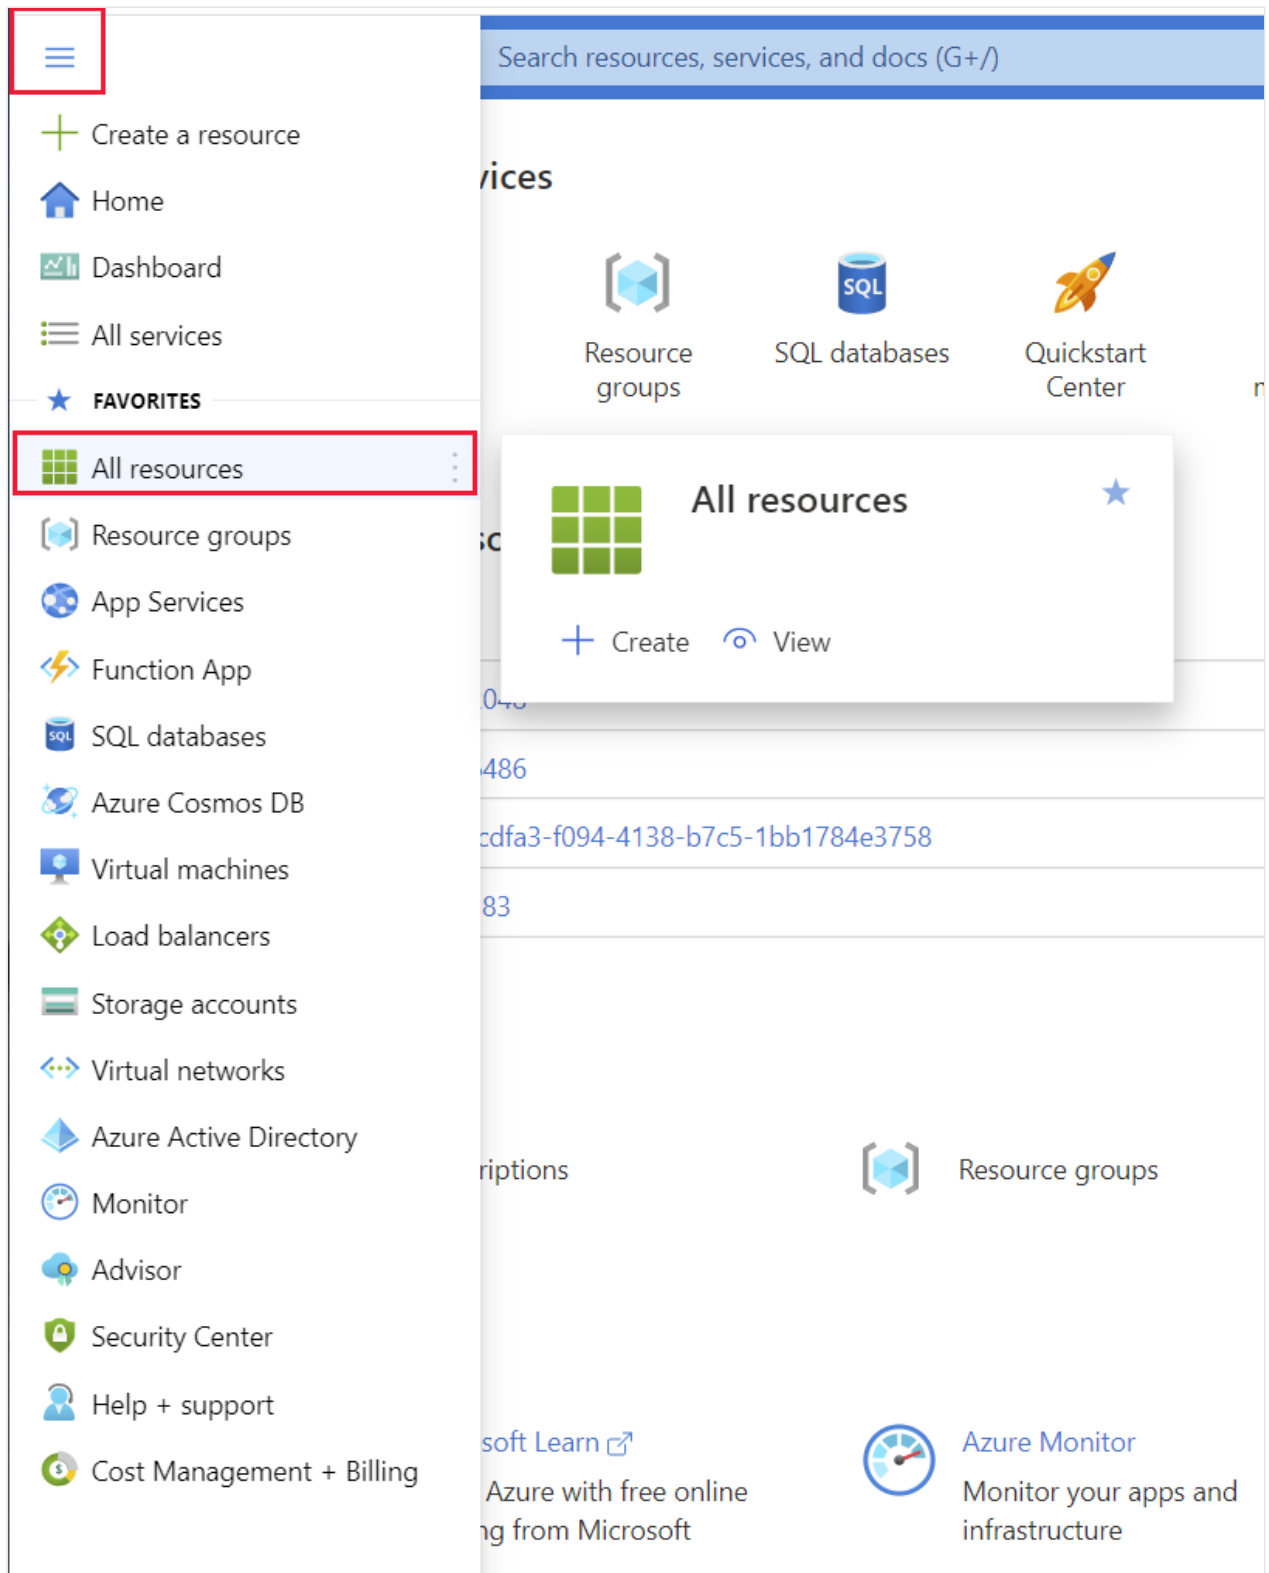 Search resources, services, and docs (G+/)
Create a resource
Home
Dashboard
All services
FAVORITES
All resources
Resource groups
App Services
Function App
SQL databases
Azure Cosmos DB
Virtual machines
Load balancers
Storage accounts
Virtual networks
Azure Active Directory
Monitor
Advisor
Security Center
Help + support
Cost Management + Billing
vices
Resource
groups
SQL
SQL databases
Quickstart
Center
All resources
Create
View
6486
cdfa3-f094-4138-b7c5-1bb1784e3758
83
riptions
Resource groups
soft Learn
Azure with free online
ng from Microsoft
Azure Monitor
Monitor your apps and
infrastructure